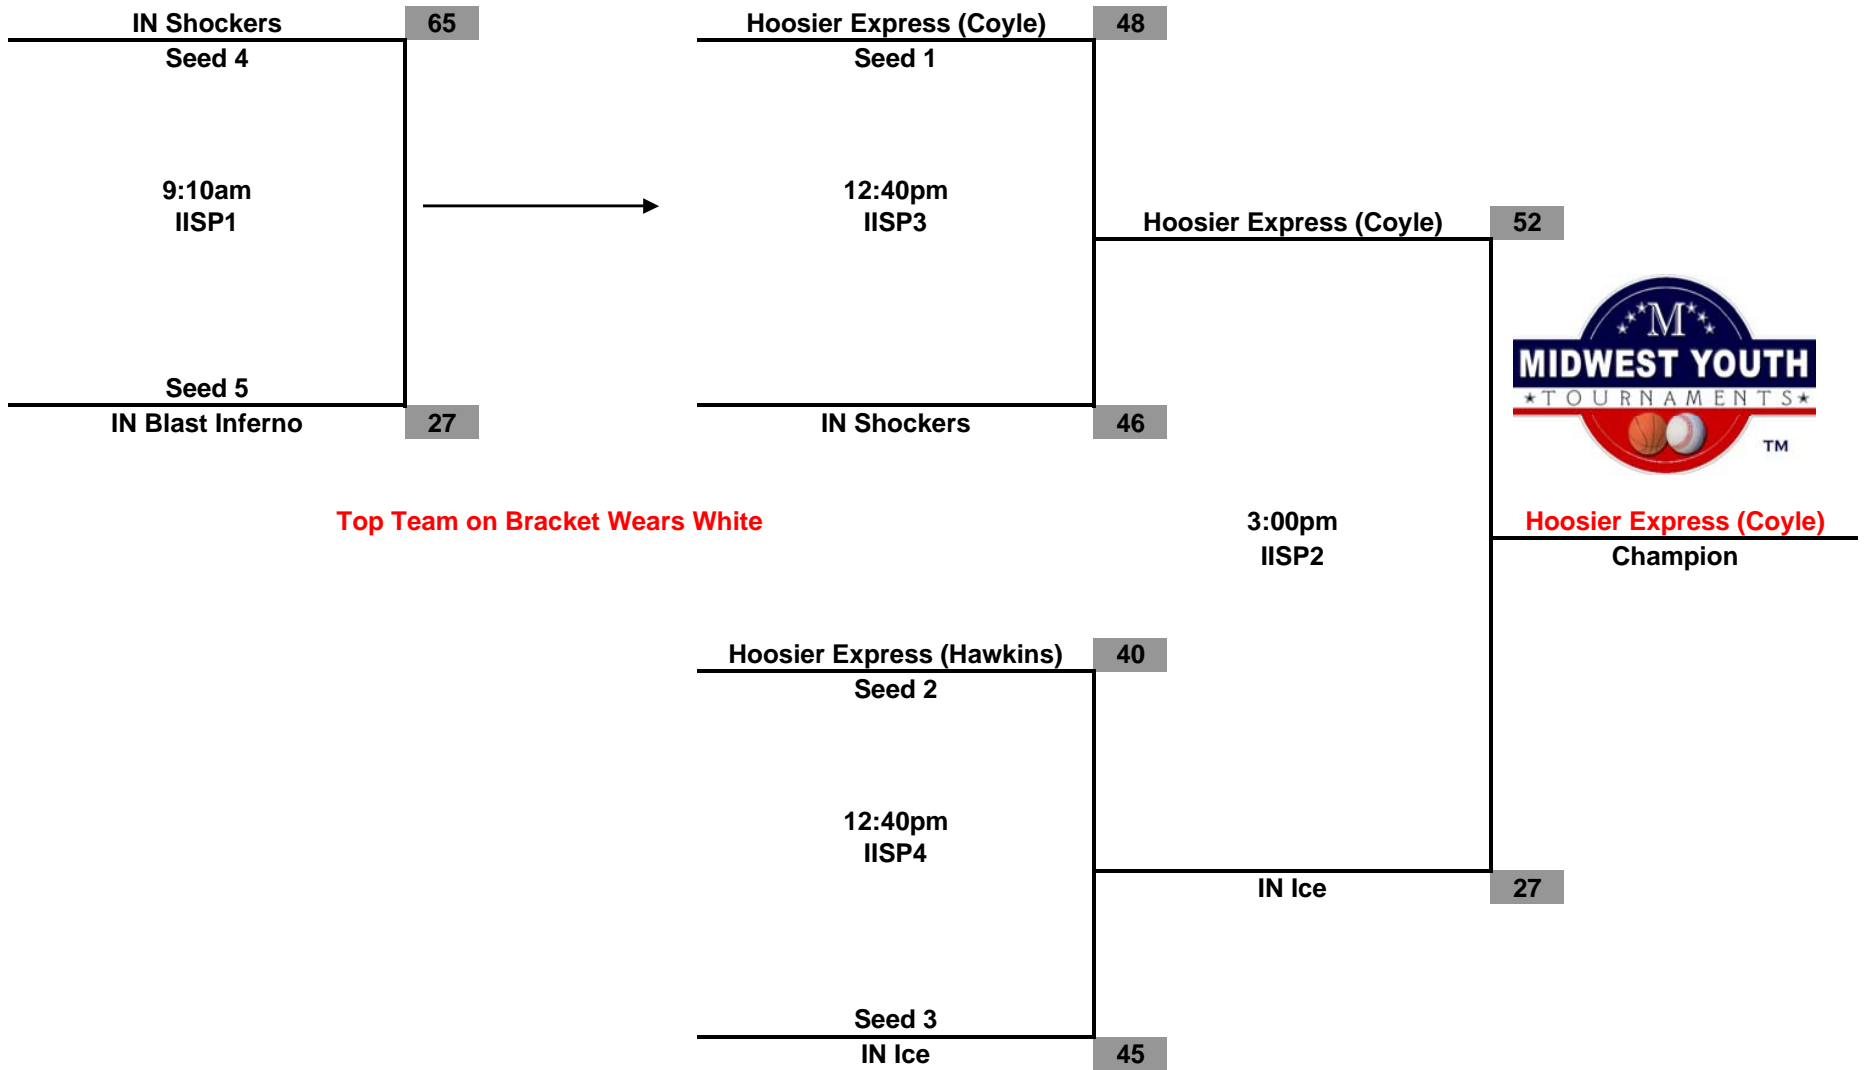 IN Shockers 65
Seed 4
9:10am
IISP1
Seed 5
IN Blast Inferno 27
Hoosier Express (Coyle) 48
Seed 1
12:40pm
IISP3
IN Shockers 46
Hoosier Express (Coyle) 52
M
MIDWEST YOUTH
TOURNAMENTS
TM
Top Team on Bracket Wears White
3:00pm
IISP2
Hoosier Express (Coyle)
Champion
Hoosier Express (Hawkins) 40
Seed 2
12:40pm
IISP4
IN Ice 27
Seed 3
IN Ice 45